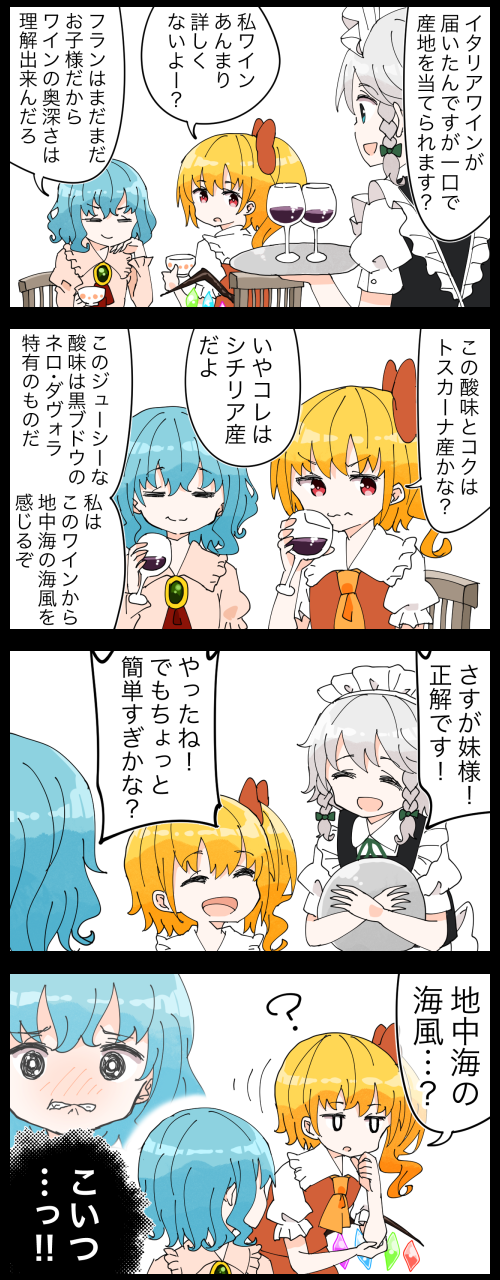 イタリアワインが
届いたんですが一口で
産地を当てられます?
私ワイン
あんまり
詳しく
ないよー?
フランはまだまだ
お子様だから
ワインの奥深さは
理解出来んだろ
この酸味とコクは
トスカーナ産かな?
いやコレは
シチリア産
だよ
このジューシーな
酸味は黒ブドウの
ネロ・ダヴォラ
特有のものだ
私は
このワインから
地中海の海風を
感じるぞ
さすが妹様!
正解です!
やったね!
でもちょっと
簡単すぎかな?
地中海の
海風…?
?
こいつ
…っ!!